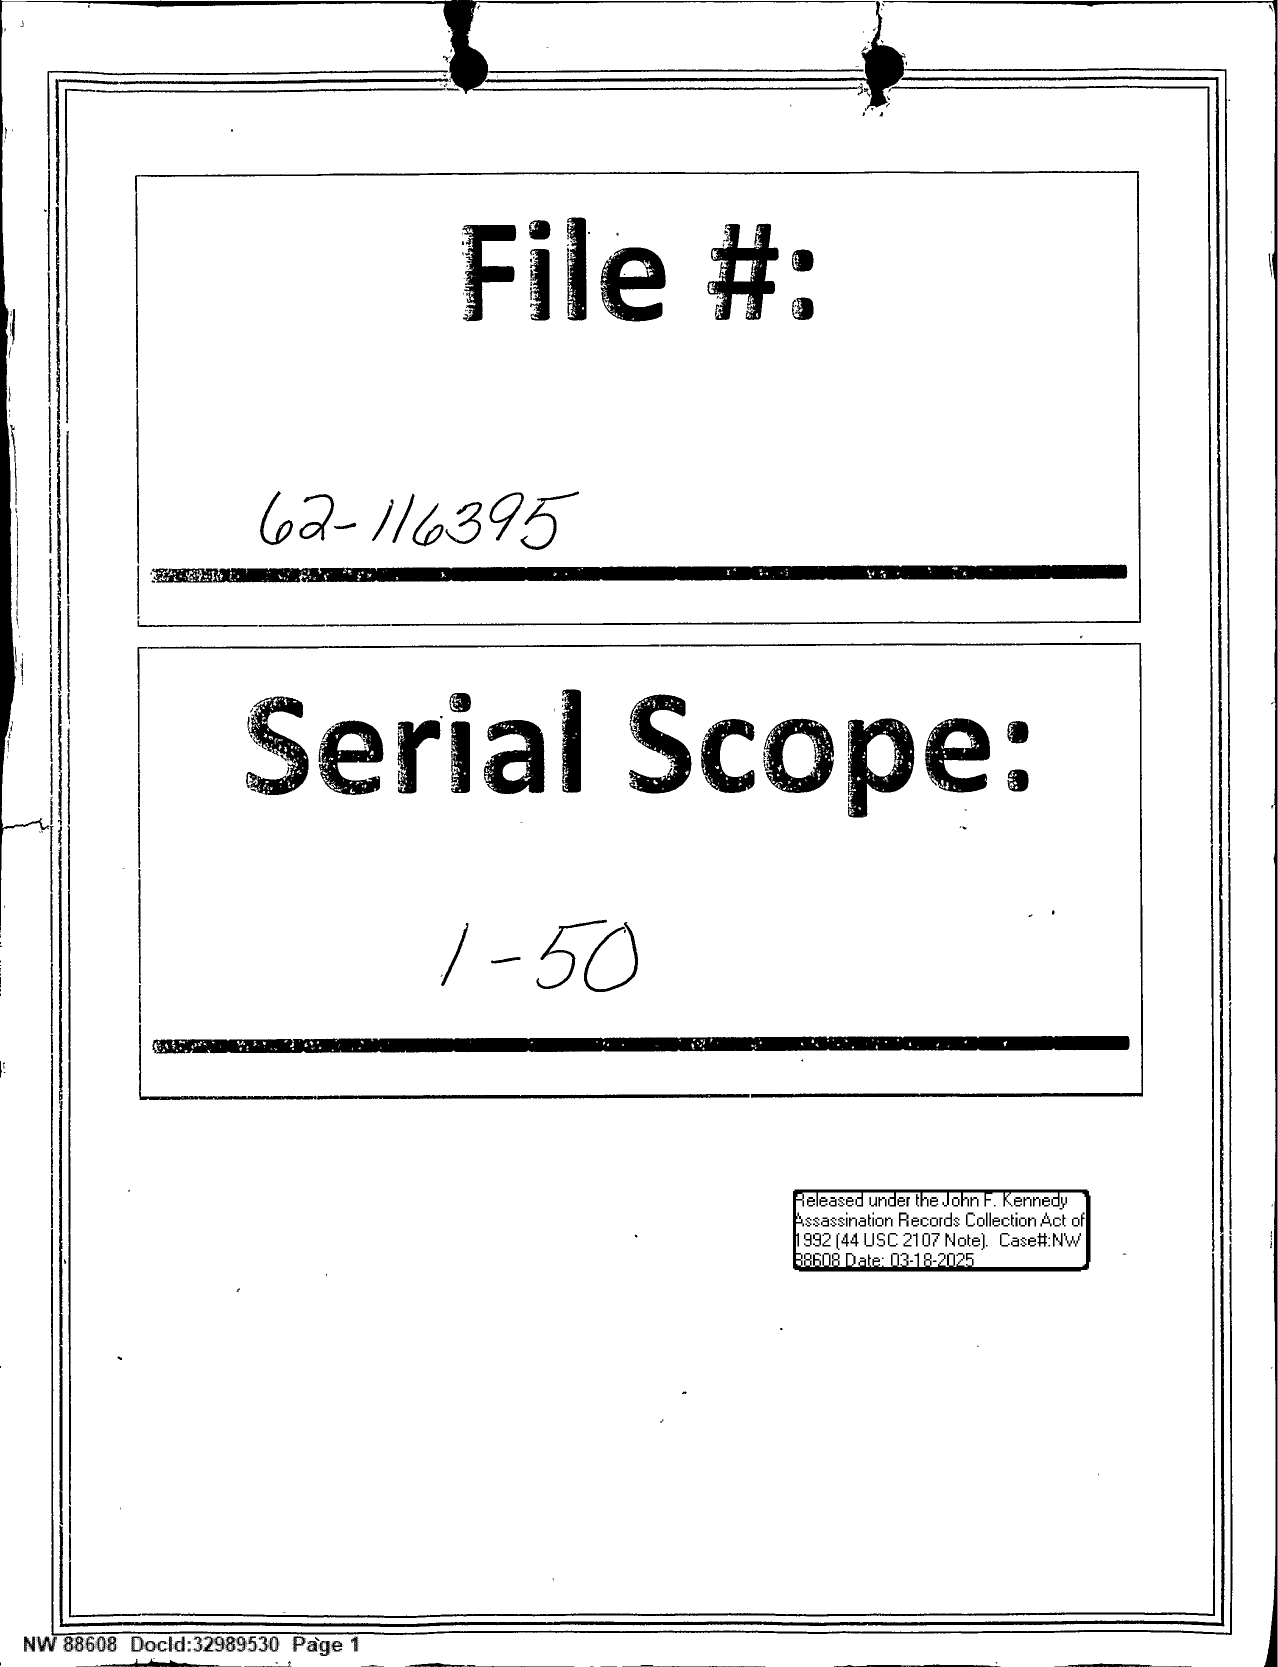 File #:
62-116395
Serial Scope:
1-50
Released under the John F. Kennedy
Assassination Records Collection Act of
1992 (44 USC 2107 Note). Case#:NW
88608 Date: 03-18-2025
NW 88608 DocId:32989530 Page 1